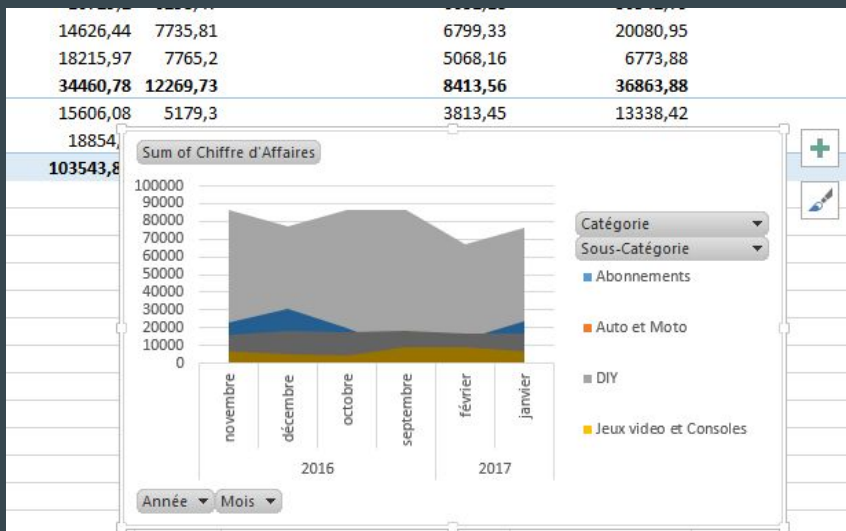 14626,44 7735,81 6799,33 20080,95
18215,97 7765,2 5068,16 6773,88
34460,78 12269,73 8413,56 36863,88
15606,08 5179,3 3813,45 13338,42
18854,
103543,8
Sum of Chiffre d'Affaires
100000
90000
80000
70000
60000
50000
40000
30000
20000
10000
0
novembre
décembre
octobre
septembre
février
janvier
2016
2017
Catégorie
Sous-Catégorie
Abonnements
Auto et Moto
DIY
Jeux video et Consoles
Année Mois